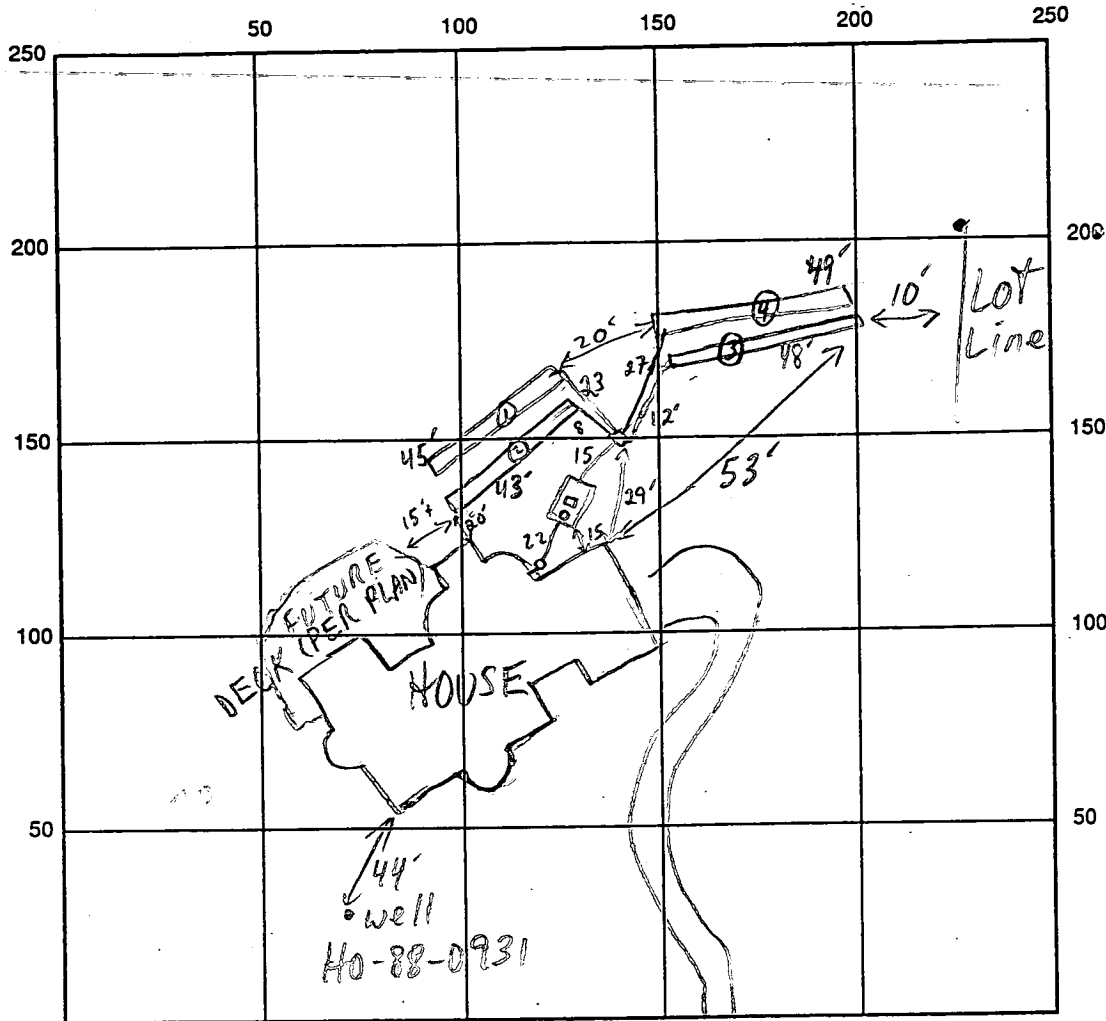 50 100 150 200 250
250
200 200
49'
④ 10' LOT
Line
20'
27 ③ 48'
23
12'
①
8
150 150
45' ②
43' 15 53'
29'
15'+ 20'
22 15
FUTURE
(PER PLAN)
DECK
100 100
HOUSE
50 50
44'
well
HO-88-0931